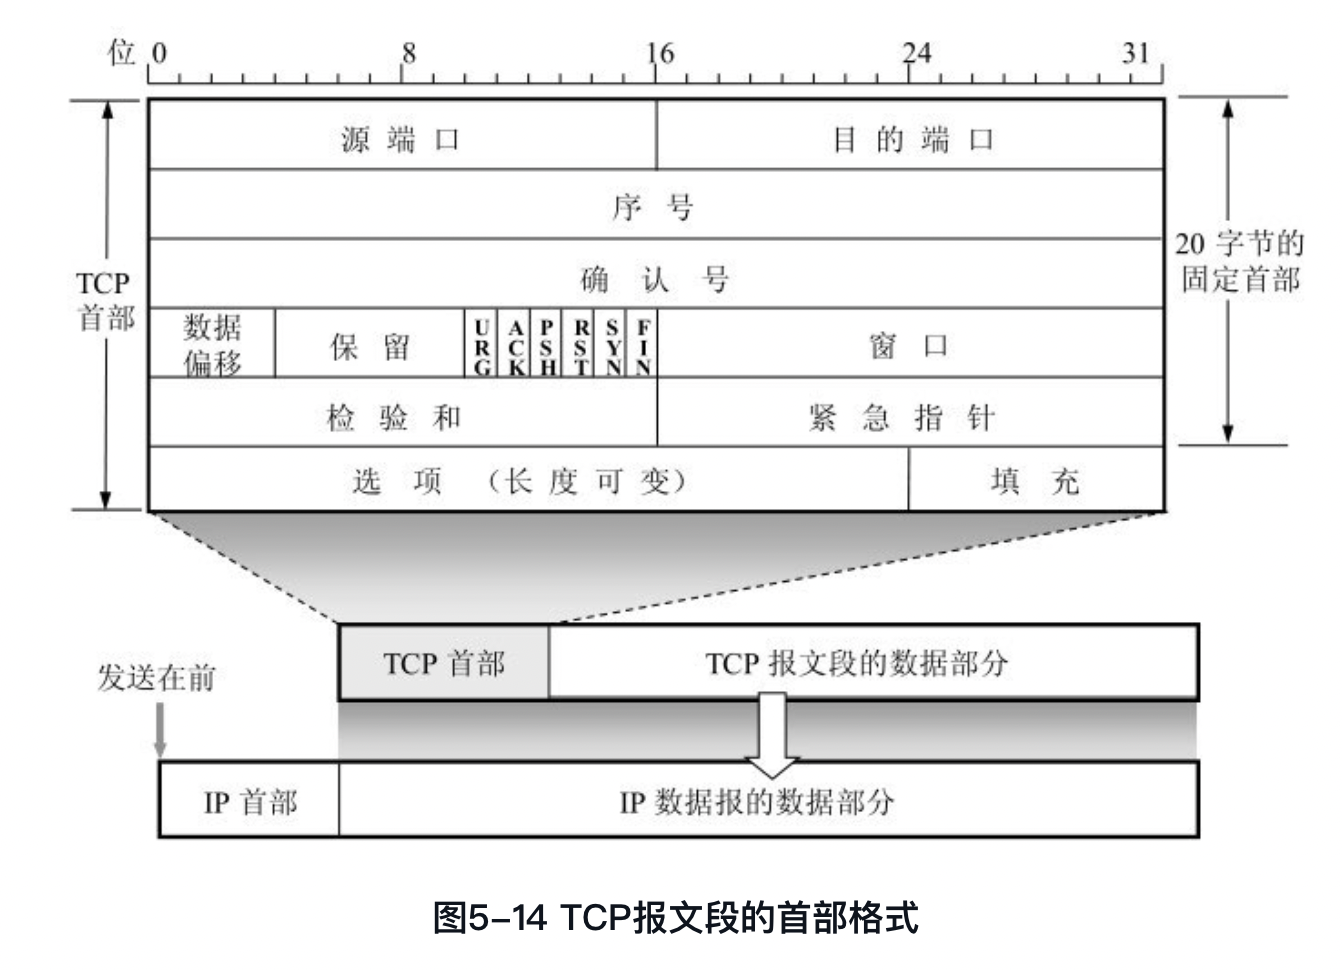 位 0 8 16 24 31
源端口 目的端口
序号
确认号
20 字节的
固定首部
TCP
首部
数据
偏移
保留
URG
ACK
PSH
RST
SYN
FIN
窗口
检验和 紧急指针
选项（长度可变） 填充
TCP 首部 TCP 报文段的数据部分
发送在前
IP 首部 IP 数据报的数据部分
图5-14 TCP报文段的首部格式